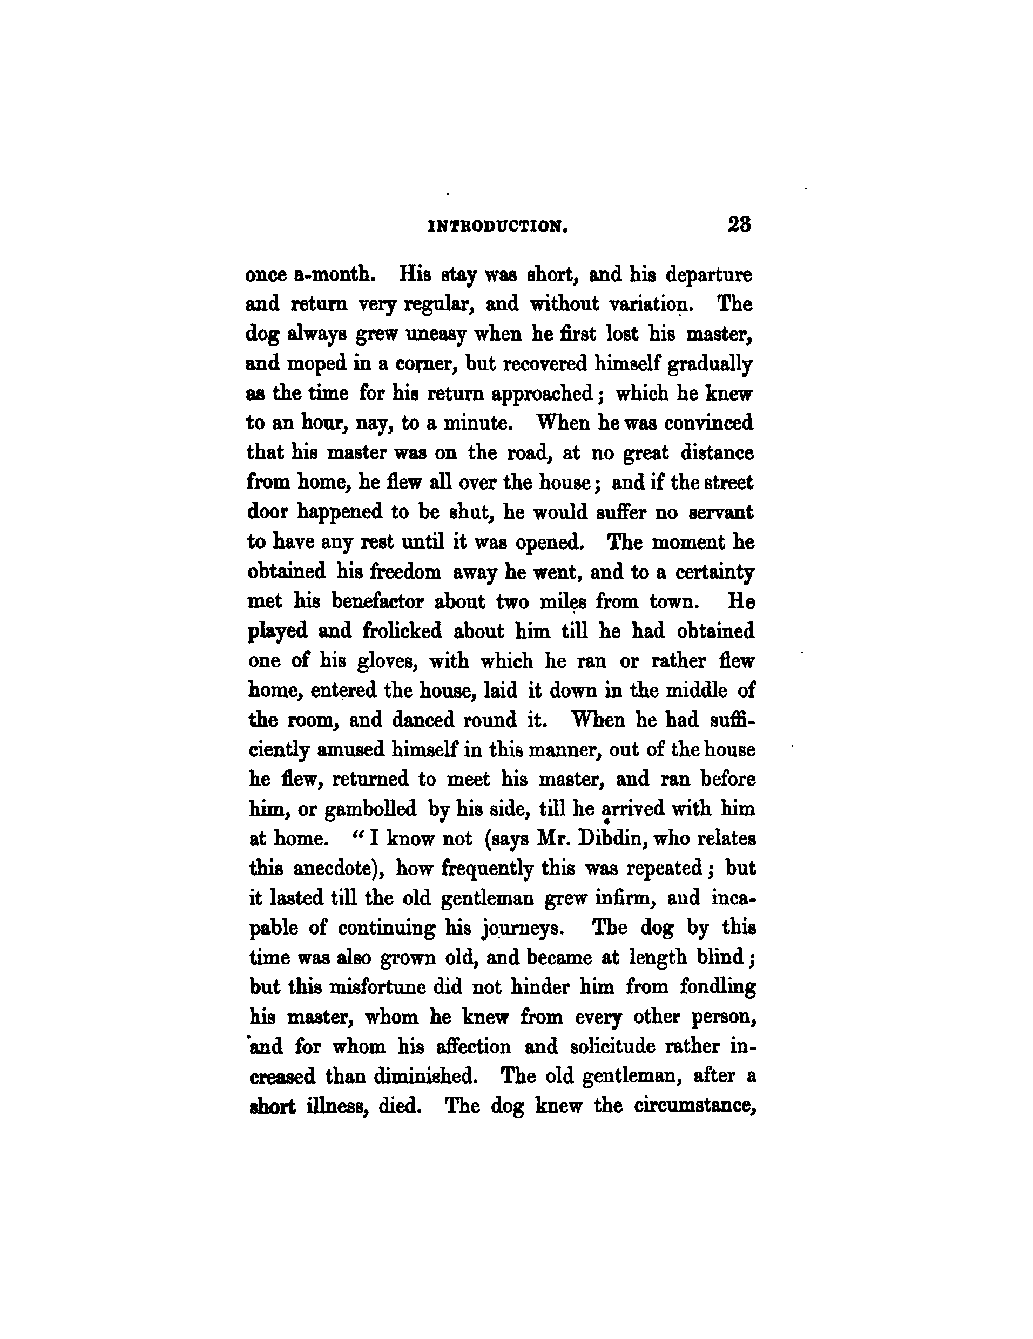 INTRODUCTION. 23
once a-month. His stay was short, and his departure
and return very regular, and without variation. The
dog always grew uneasy when he first lost his master,
and moped in a corner, but recovered himself gradually
as the time for his return approached; which he knew
to an hour, nay, to a minute. When he was convinced
that his master was on the road, at no great distance
from home, he flew all over the house; and if the street
door happened to be shut, he would suffer no servant
to have any rest until it was opened. The moment he
obtained his freedom away he went, and to a certainty
met his benefactor about two miles from town. He
played and frolicked about him till he had obtained
one of his gloves, with which he ran or rather flew
home, entered the house, laid it down in the middle of
the room, and danced round it. When he had suffi-
ciently amused himself in this manner, out of the house
he flew, returned to meet his master, and ran before
him, or gambolled by his side, till he arrived with him
at home. “I know not (says Mr. Dibdin, who relates
this anecdote), how frequently this was repeated; but
it lasted till the old gentleman grew infirm, and inca-
pable of continuing his journeys. The dog by this
time was also grown old, and became at length blind;
but this misfortune did not hinder him from fondling
his master, whom he knew from every other person,
and for whom his affection and solicitude rather in-
creased than diminished. The old gentleman, after a
short illness, died. The dog knew the circumstance,